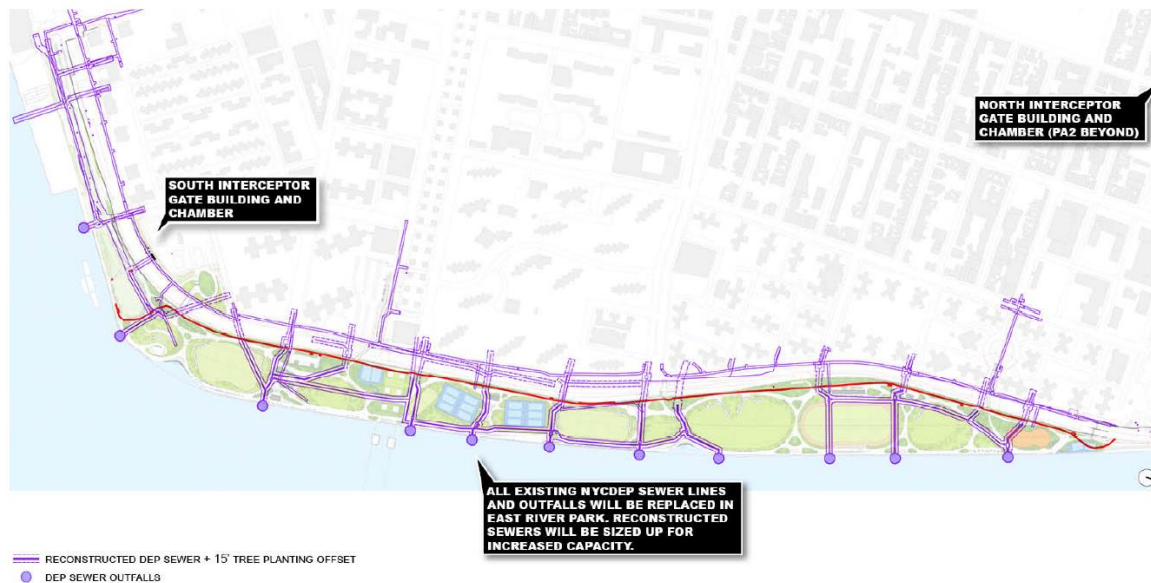 NORTH INTERCEPTOR
GATE BUILDING AND
CHAMBER (PA2 BEYOND)
SOUTH INTERCEPTOR
GATE BUILDING AND
CHAMBER
ALL EXISTING NYCDEP SEWER LINES
AND OUTFALLS WILL BE REPLACED IN
EAST RIVER PARK. RECONSTRUCTED
SEWERS WILL BE SIZED UP FOR
INCREASED CAPACITY.
RECONSTRUCTED DEP SEWER + 15' TREE PLANTING OFFSET
DEP SEWER OUTFALLS